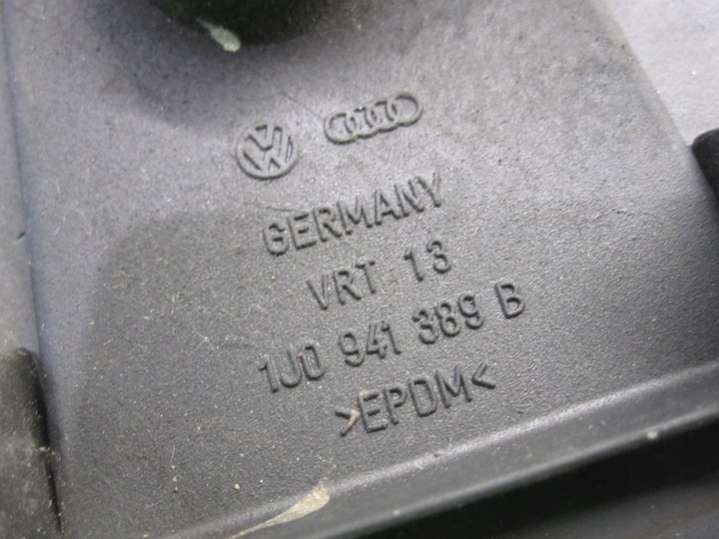 GERMANY
VRT 13
1J0 941 389 B
>EPDM<